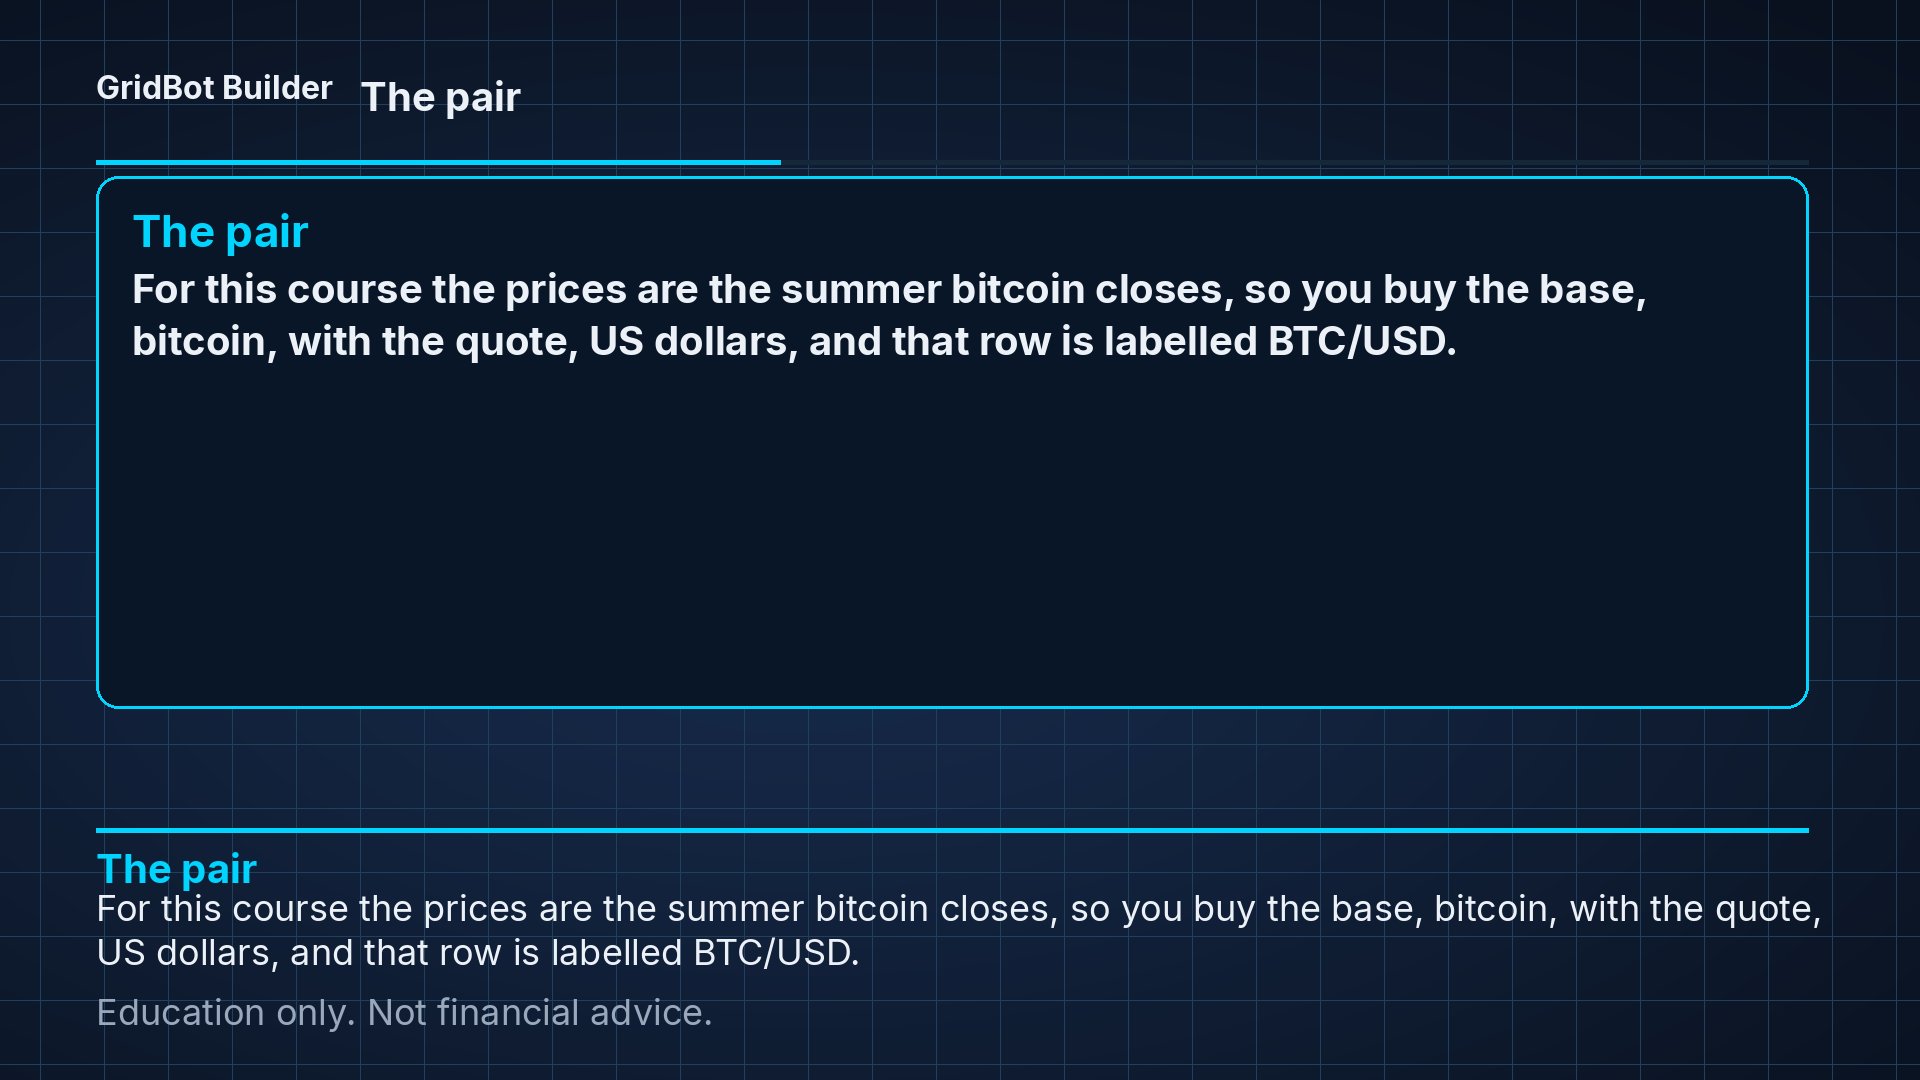 GridBot Builder
The pair
The pair
For this course the prices are the summer bitcoin closes, so you buy the base,
bitcoin, with the quote, US dollars, and that row is labelled BTC/USD.
The pair
For this course the prices are the summer bitcoin closes, so you buy the base, bitcoin, with the quote,
US dollars, and that row is labelled BTC/USD.
Education only. Not financial advice.